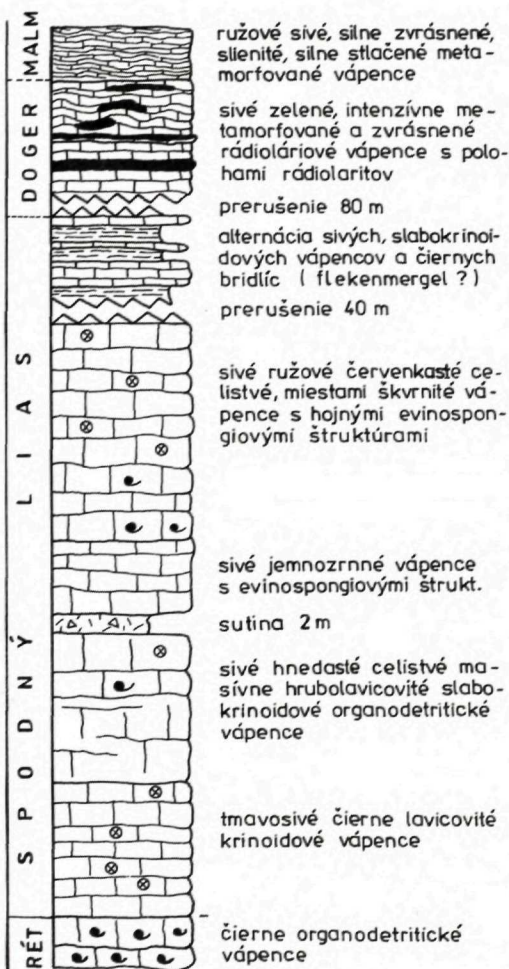 MALM
ružové sivé, silne zvrásnené,
slienité, silne stlačené meta-
morfované vápence
DOGER
sivé zelené, intenzívne me-
tamorfované a zvrásnené
rádioláriové vápence s polo-
hami rádiolaritov
prerušenie 80 m
SPODNÝ LIAS
alternácia sivých, slabokrinoi-
dových vápencov a čiernych
bridlíc ( flekenmergel ? )
prerušenie 40 m
sivé ružové červenkasté ce-
listvé, miestami škvrnité vá-
pence s hojnými evinospon-
giovými štruktúrami
sivé jemnozrnné vápence
s evinospongiovými štrukt.
sutina 2 m
sivé hnedasté celistvé ma-
sívne hrubolavicovité slabo-
krinoidové organodetritické
vápence
tmavosivé čierne lavicovité
krinoidové vápence
RÉT
čierne organodetritické
vápence